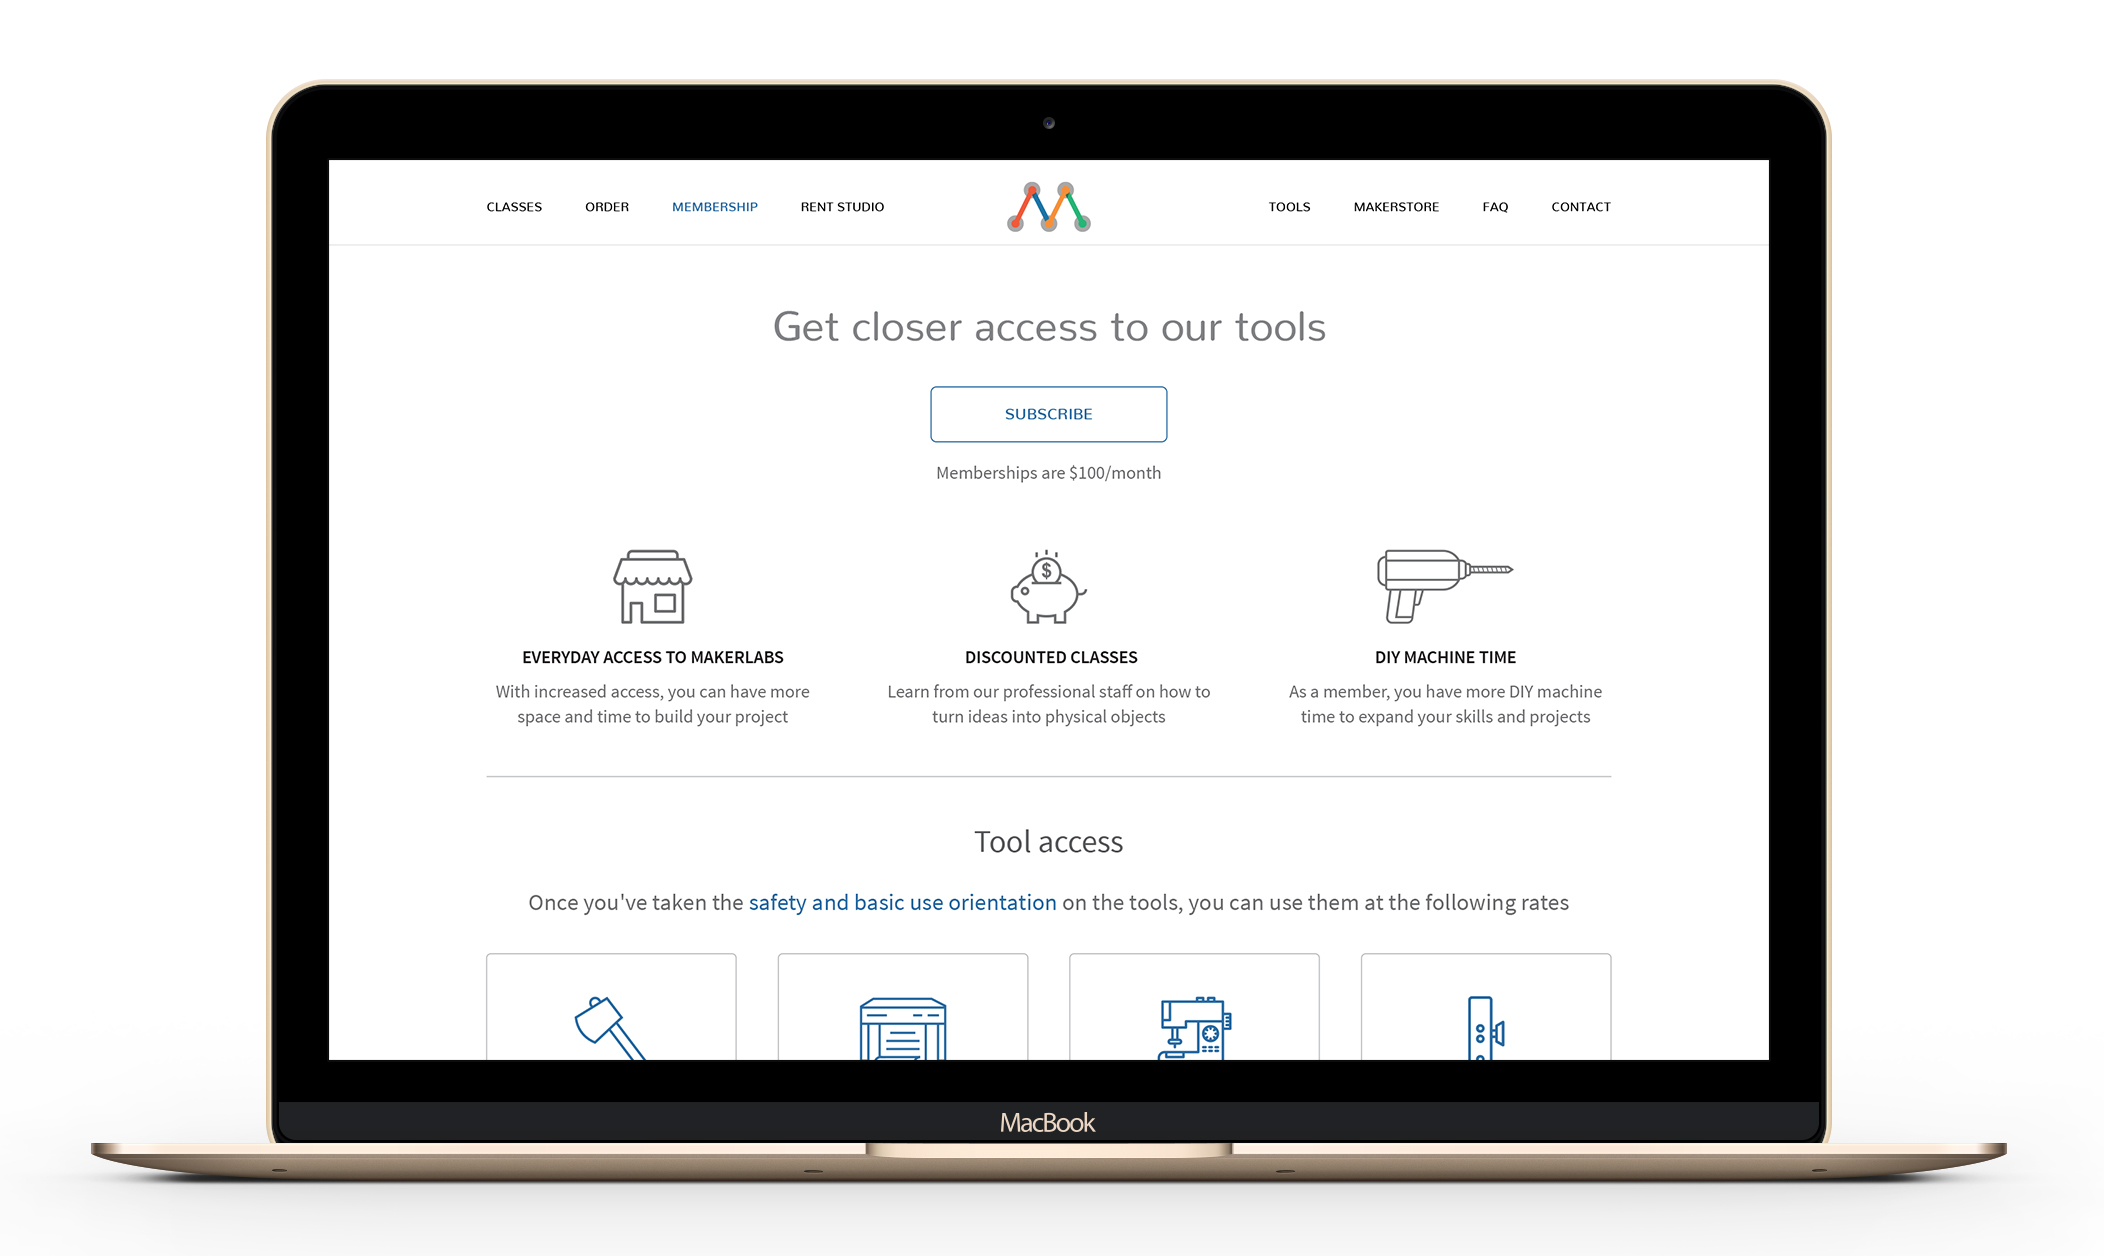 CLASSES ORDER MEMBERSHIP RENT STUDIO TOOLS MAKERSTORE FAQ CONTACT
Get closer access to our tools
SUBSCRIBE
Memberships are $100/month
$
EVERYDAY ACCESS TO MAKERLABS
With increased access, you can have more
space and time to build your project
DISCOUNTED CLASSES
Learn from our professional staff on how to
turn ideas into physical objects
DIY MACHINE TIME
As a member, you have more DIY machine
time to expand your skills and projects
Tool access
Once you've taken the safety and basic use orientation on the tools, you can use them at the following rates
MacBook